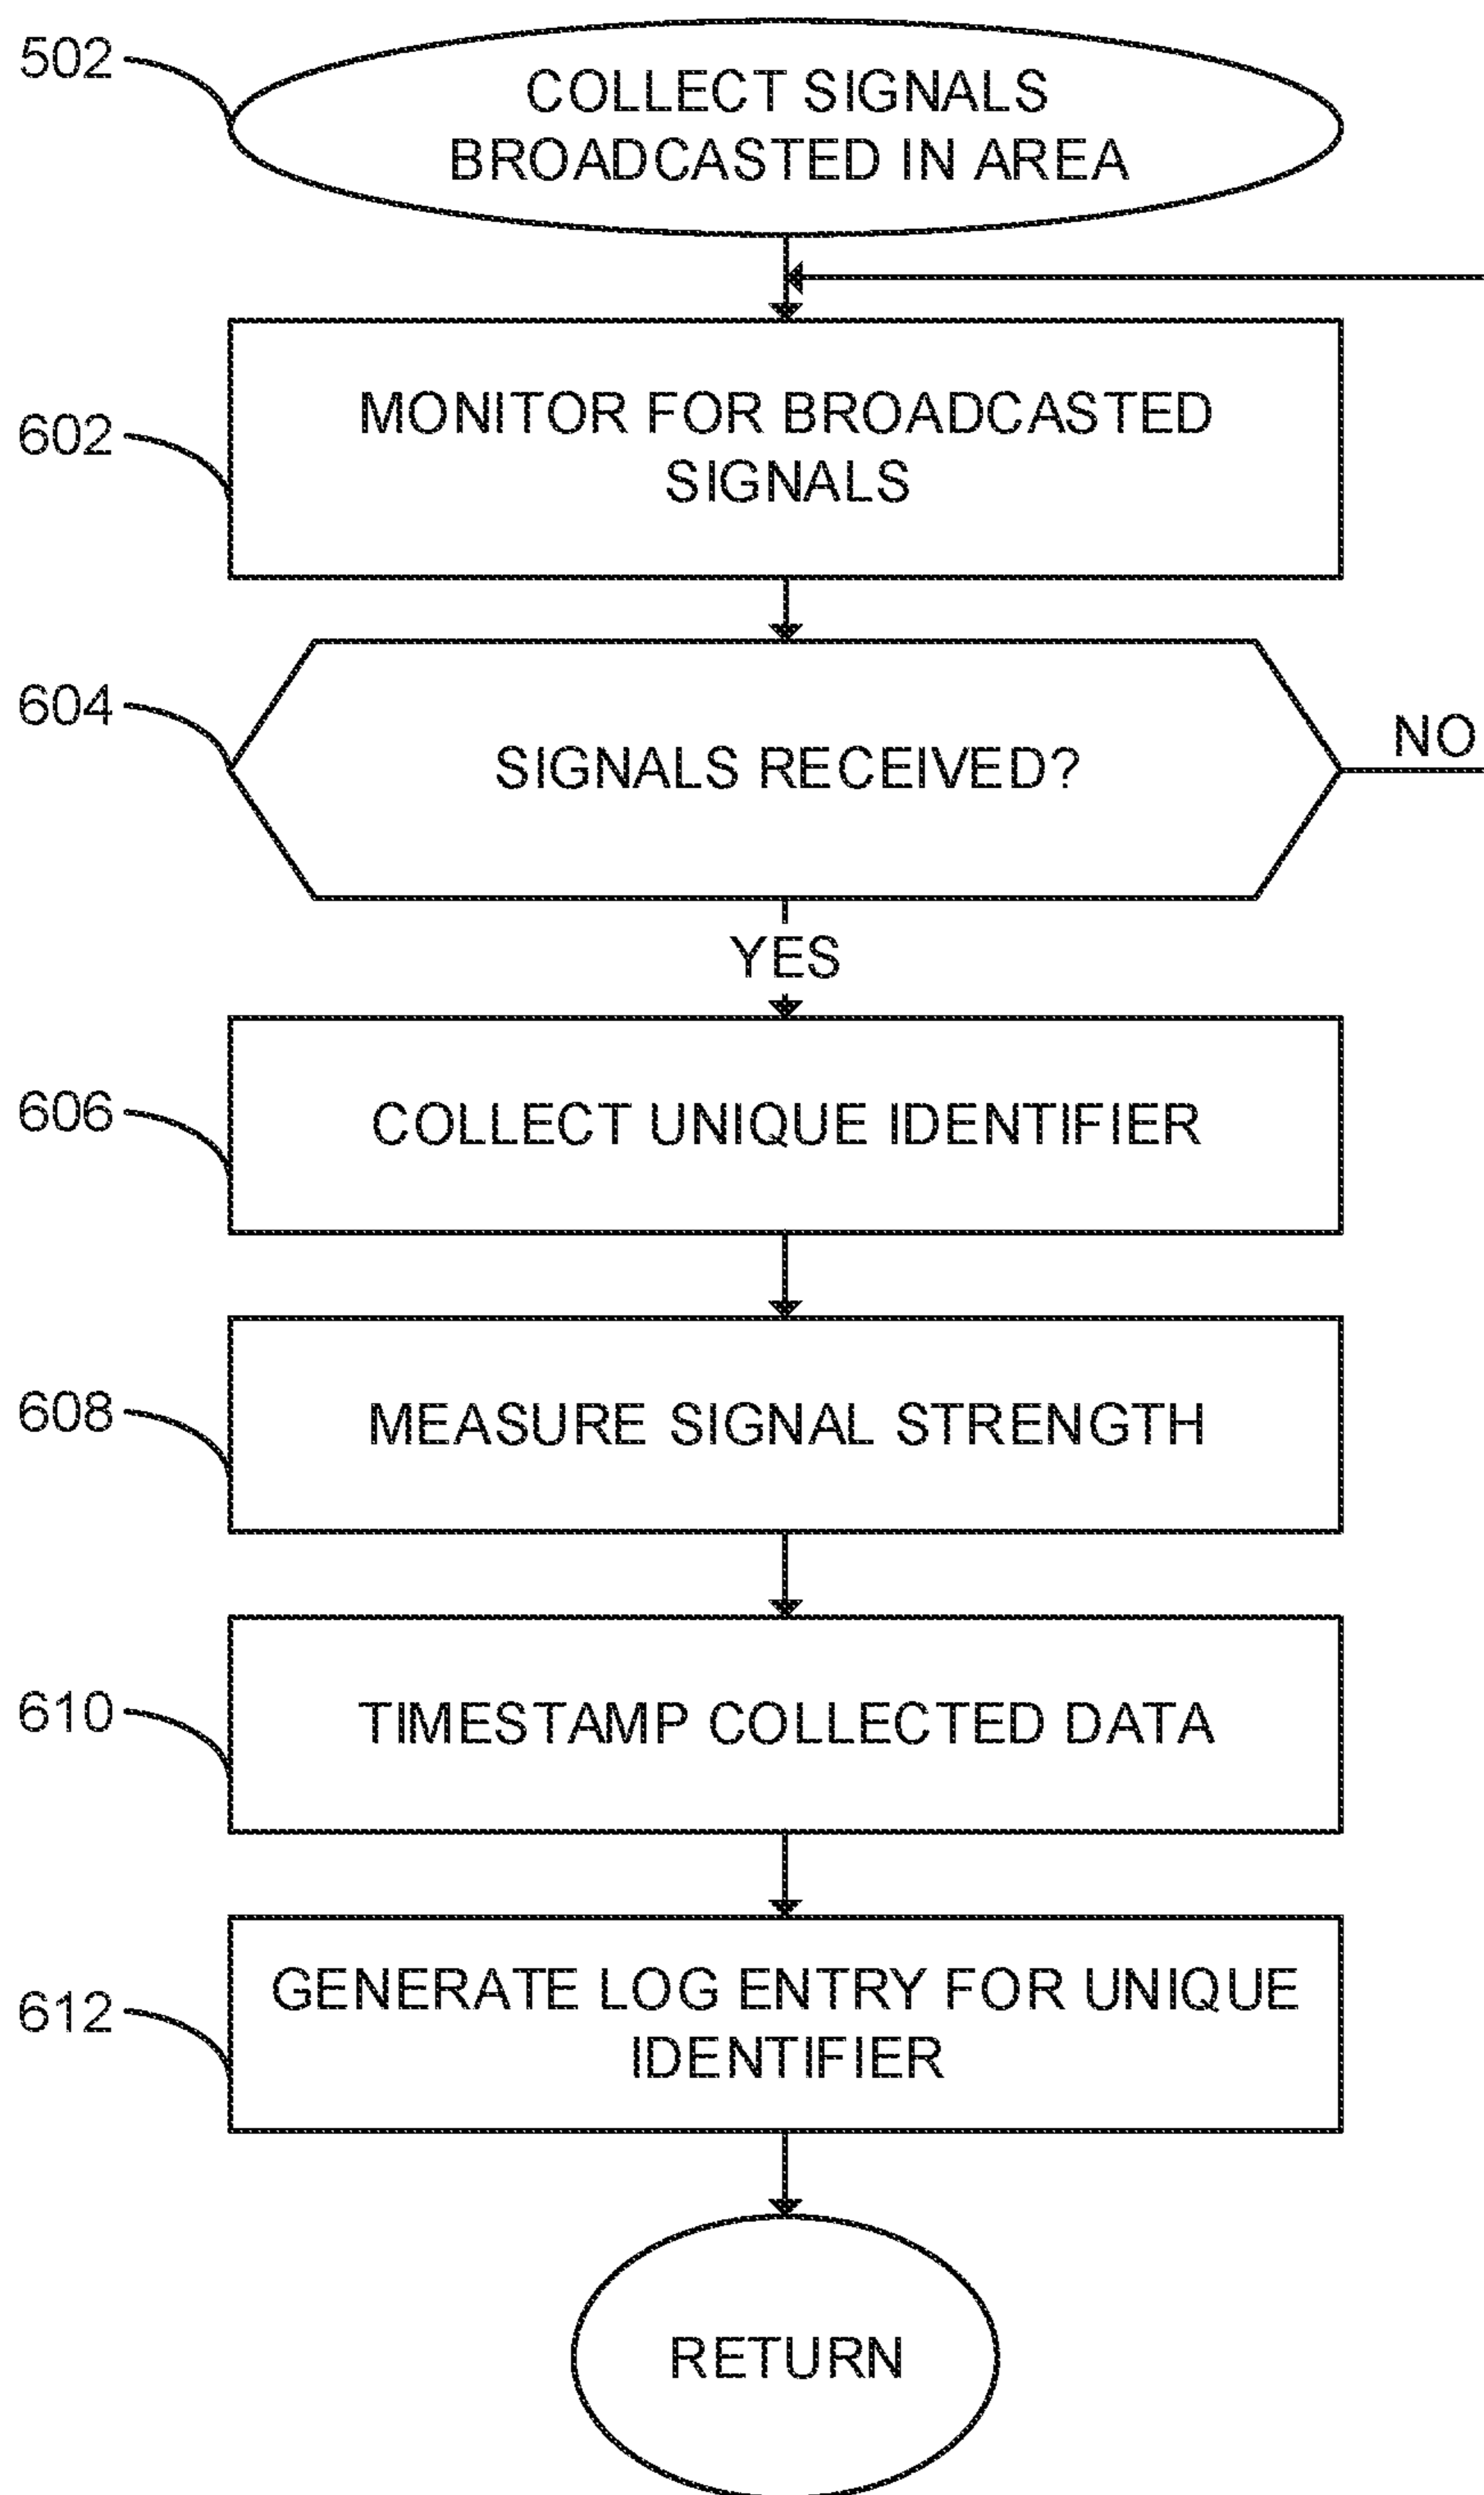 502
COLLECT SIGNALS
BROADCASTED IN AREA
602
MONITOR FOR BROADCASTED
SIGNALS
604
SIGNALS RECEIVED?
NO
YES
606
COLLECT UNIQUE IDENTIFIER
608
MEASURE SIGNAL STRENGTH
610
TIMESTAMP COLLECTED DATA
612
GENERATE LOG ENTRY FOR UNIQUE
IDENTIFIER
RETURN